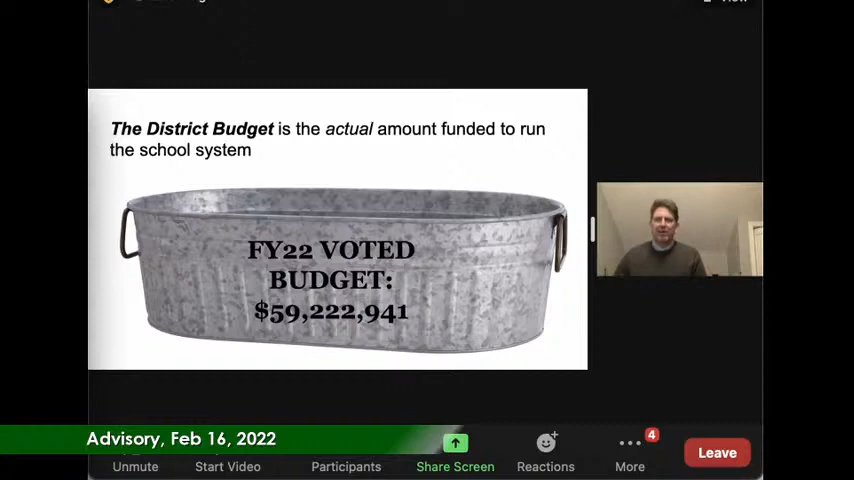 The District Budget is the actual amount funded to run
the school system
FY22 VOTED
BUDGET:
$59,222,941
Advisory, Feb 16, 2022
4
Unmute
Start Video
Participants
Share Screen
Reactions
More
Leave